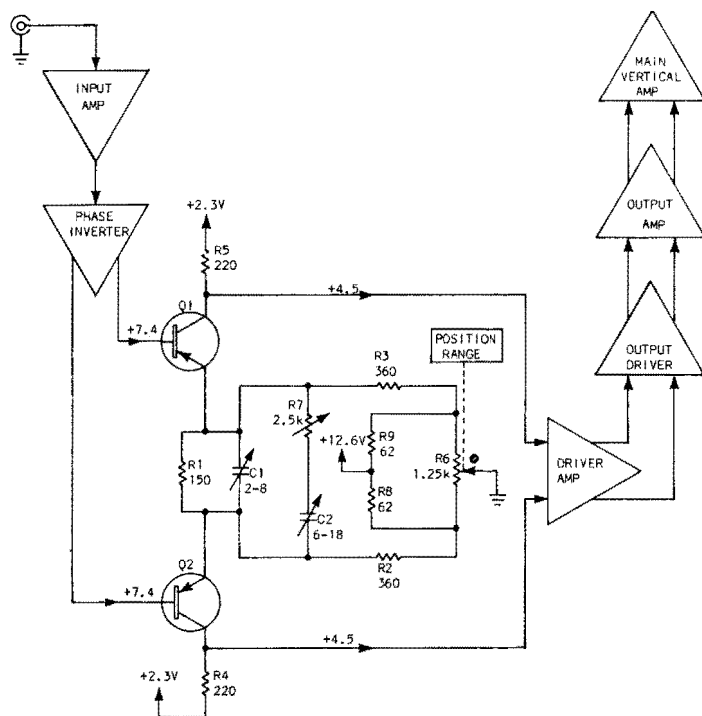 INPUT
AMP
PHASE
INVERTER
+2.3V
R5
220
Q1
+4.5
+7.4
R3
360
POSITION
RANGE
R7
2.5k
+12.6V
R9
62
R6
1.25k
R1
150
C1
2-8
R8
62
C2
6-18
R2
360
Q2
+7.4
+4.5
+2.3V
R4
220
MAIN
VERTICAL
AMP
OUTPUT
AMP
OUTPUT
DRIVER
DRIVER
AMP